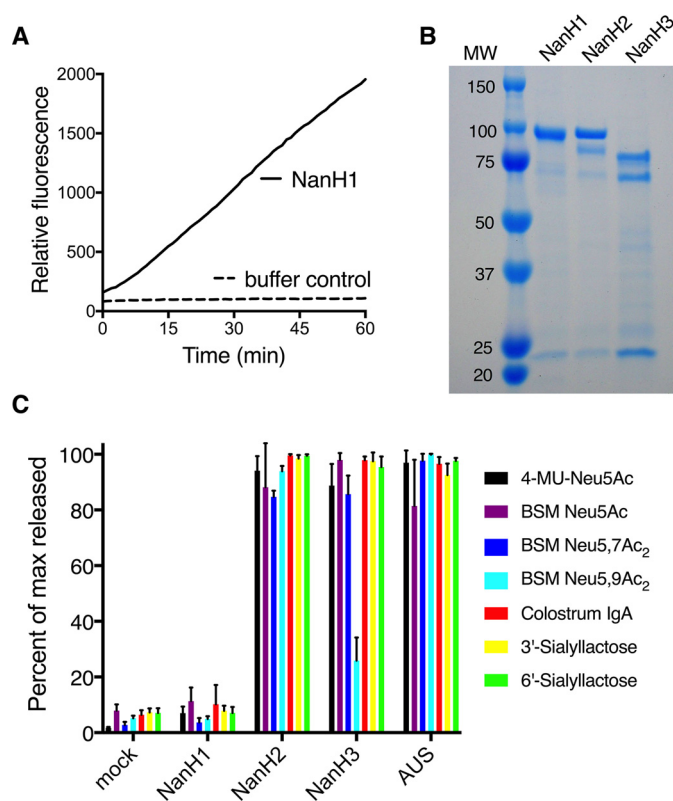 A
Relative fluorescence
2000
1500
1000
500
0
NanH1
buffer control
0
15
30
45
60
Time (min)
B
MW
NanH1
NanH2
NanH3
150
100
75
50
37
25
20
C
Percent of max released
100
80
60
40
20
0
mock
NanH1
NanH2
NanH3
AUS
4-MU-Neu5Ac
BSM Neu5Ac
BSM Neu5,7Ac₂
BSM Neu5,9Ac₂
Colostrum IgA
3'-Sialyllactose
6'-Sialyllactose